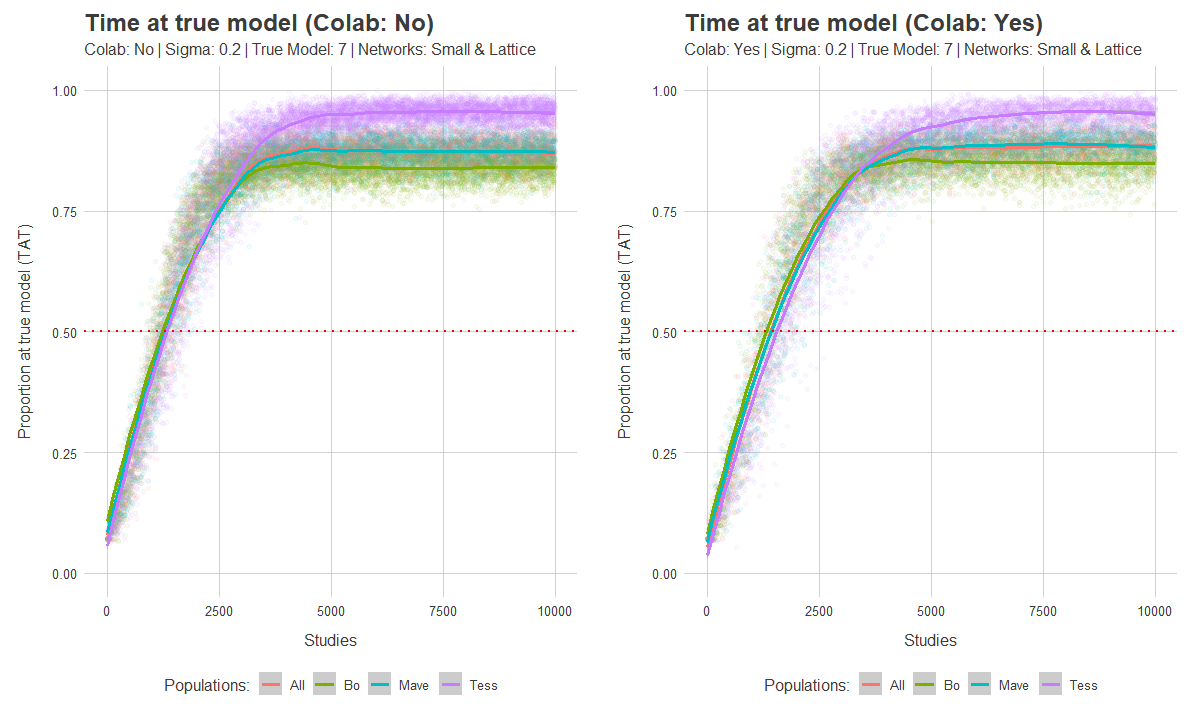 Time at true model (Colab: No)
Colab: No | Sigma: 0.2 | True Model: 7 | Networks: Small & Lattice
Proportion at true model (TAT)
1.00
0.75
0.50
0.25
0.00
0 2500 5000 7500 10000
Studies
Populations: All Bo Mave Tess
Time at true model (Colab: Yes)
Colab: Yes | Sigma: 0.2 | True Model: 7 | Networks: Small & Lattice
Proportion at true model (TAT)
1.00
0.75
0.50
0.25
0.00
0 2500 5000 7500 10000
Studies
Populations: All Bo Mave Tess